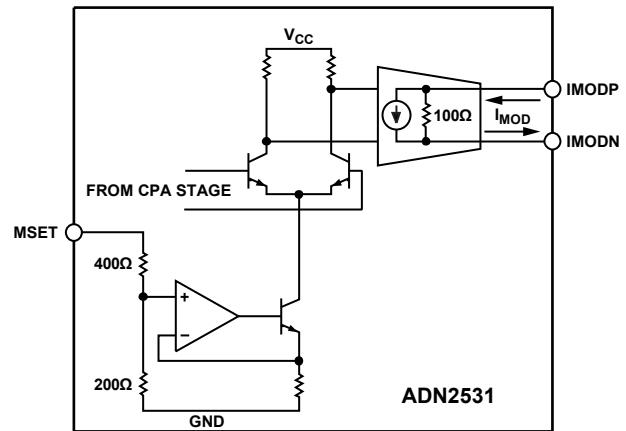 VCC
IMODP
100Ω
IMOD
IMODN
FROM CPA STAGE
MSET
400Ω
+
–
200Ω
GND
ADN2531